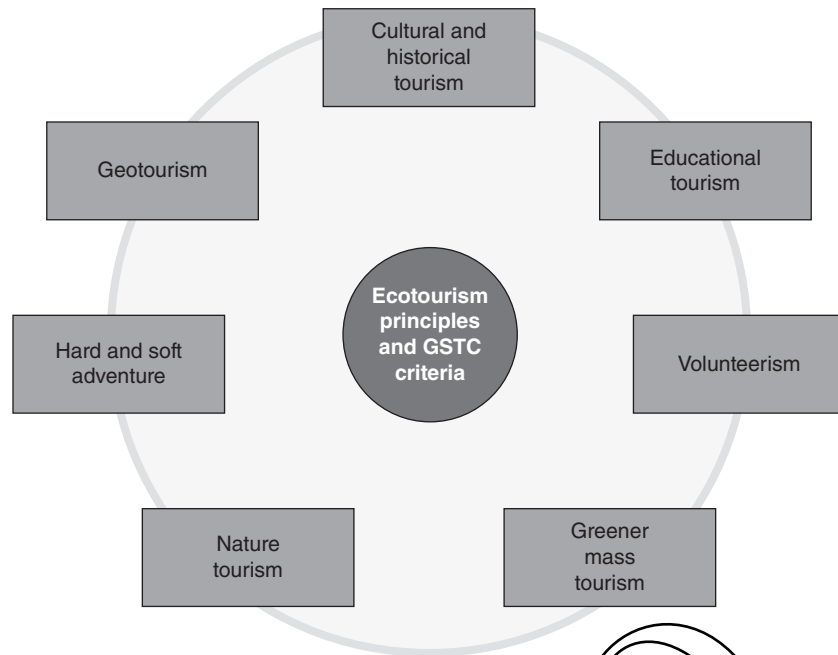 Cultural and
historical
tourism
Geotourism
Educational
tourism
Ecotourism
principles
and GSTC
criteria
Hard and soft
adventure
Volunteerism
Nature
tourism
Greener
mass
tourism